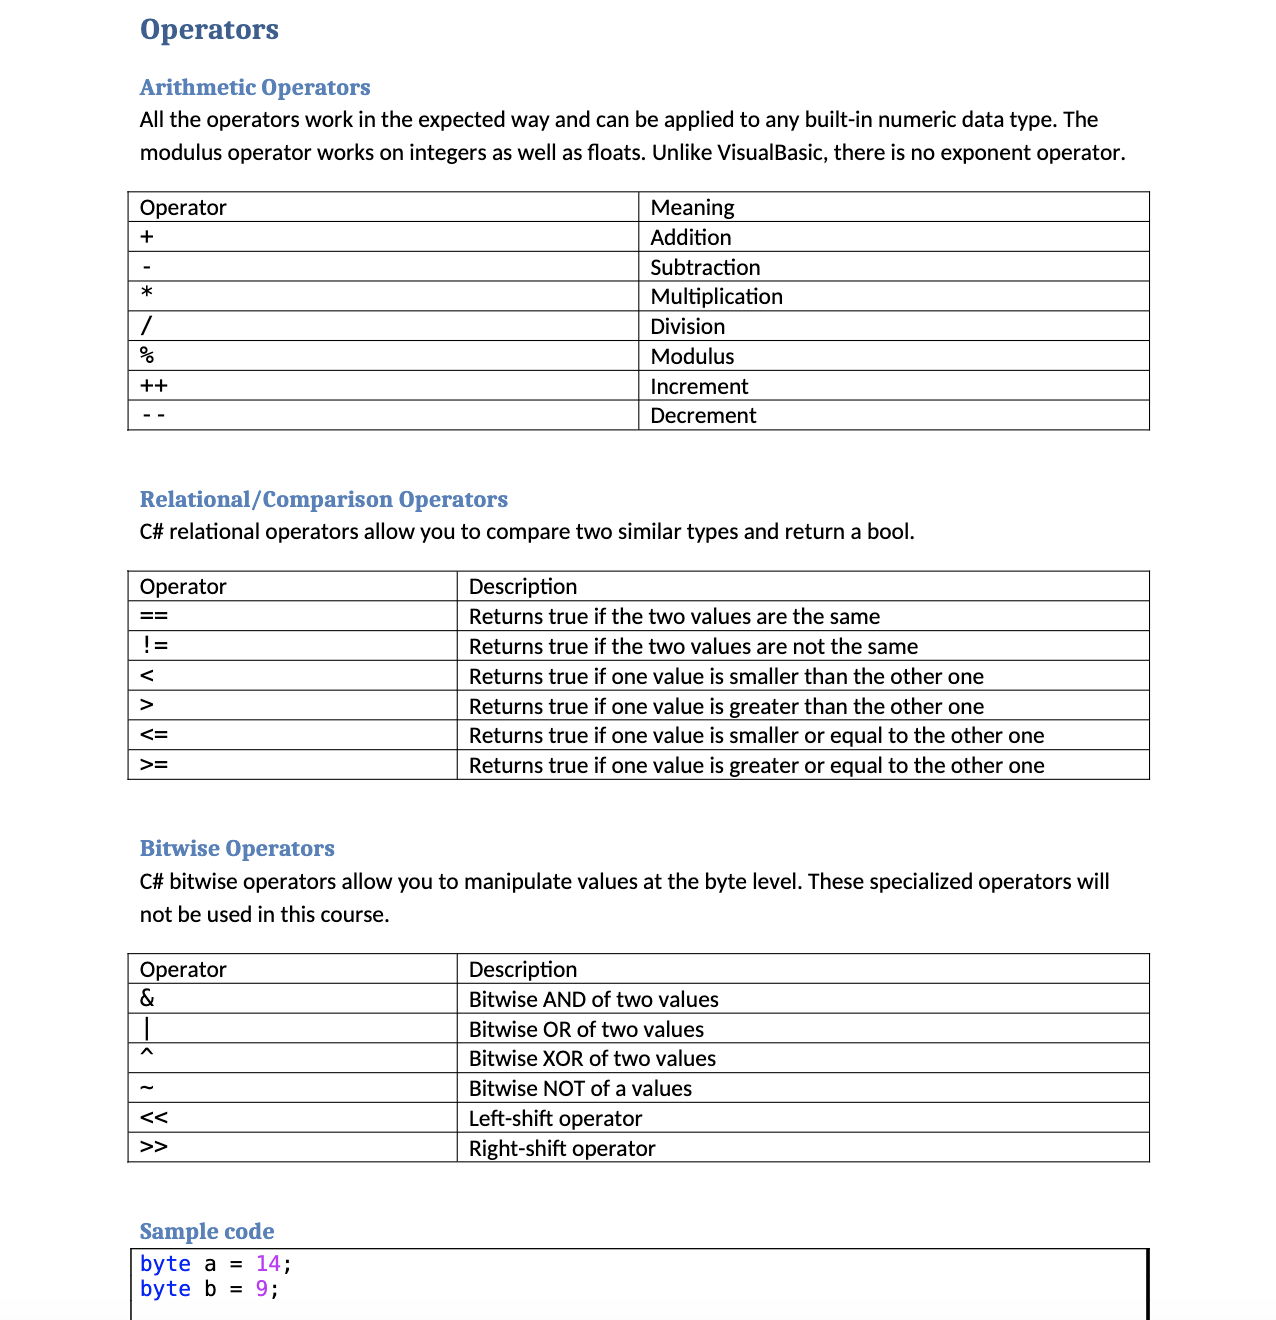 Operators
Arithmetic Operators
All the operators work in the expected way and can be applied to any built-in numeric data type. The
modulus operator works on integers as well as floats. Unlike VisualBasic, there is no exponent operator.
Operator Meaning
+ Addition
- Subtraction
* Multiplication
/ Division
% Modulus
++ Increment
-- Decrement
Relational/Comparison Operators
C# relational operators allow you to compare two similar types and return a bool.
Operator Description
== Returns true if the two values are the same
!= Returns true if the two values are not the same
< Returns true if one value is smaller than the other one
> Returns true if one value is greater than the other one
<= Returns true if one value is smaller or equal to the other one
>= Returns true if one value is greater or equal to the other one
Bitwise Operators
C# bitwise operators allow you to manipulate values at the byte level. These specialized operators will
not be used in this course.
Operator Description
& Bitwise AND of two values
| Bitwise OR of two values
^ Bitwise XOR of two values
~ Bitwise NOT of a values
<< Left-shift operator
>> Right-shift operator
Sample code
byte a = 14;
byte b = 9;